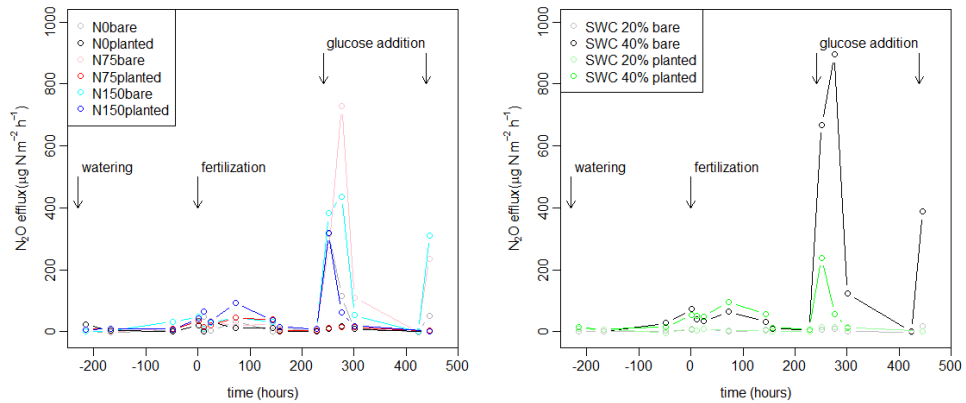 N0bare
N0planted
N75bare
N75planted
N150bare
N150planted
glucose addition
watering
fertilization
N2O efflux(μg N m−2 h−1)
0
200
400
600
800
1000
-200
-100
0
100
200
300
400
500
time (hours)
SWC 20% bare
SWC 40% bare
SWC 20% planted
SWC 40% planted
glucose addition
watering
fertilization
N2O efflux(μg N m−2 h−1)
0
200
400
600
800
1000
-200
-100
0
100
200
300
400
500
time (hours)